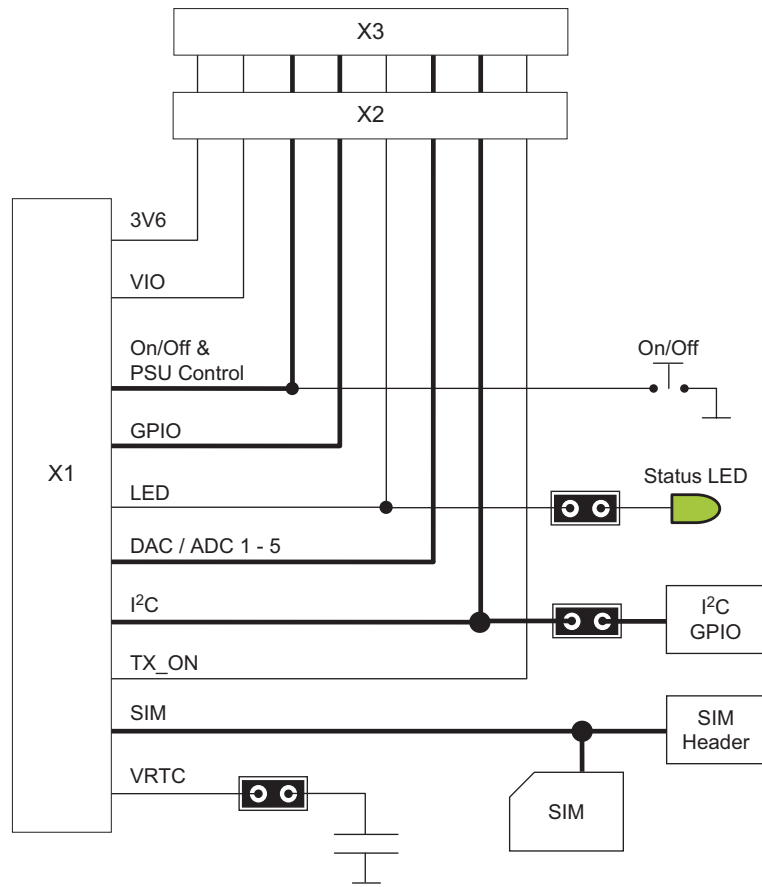 X3
X2
3V6
VIO
On/Off &
PSU Control
On/Off
GPIO
X1
LED
Status LED
DAC / ADC 1 - 5
I²C
I²C
GPIO
TX_ON
SIM
SIM
Header
VRTC
SIM